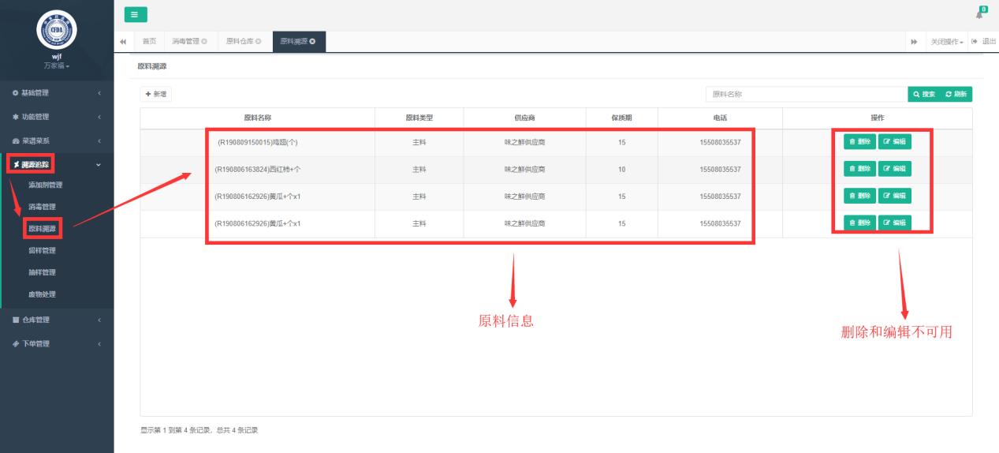 CFDA
wjf
万家福
基础管理
功能管理
菜谱菜系
溯源追踪
添加剂管理
消毒管理
原料溯源
留样管理
抽样管理
废物处理
仓库管理
下单管理
0
首页 消毒管理 原料仓库 原料溯源 关闭操作 退出
原料溯源
新增 原料名称 搜索 刷新
原料名称 原料类型 供应商 保质期 电话 操作
(R190809150015)鸡翅(个) 主料 味之鲜供应商 15 15508035537 删除 编辑
(R190806163824)西红柿+个 主料 味之鲜供应商 10 15508035537 删除 编辑
(R190806162926)黄瓜+个x1 主料 味之鲜供应商 15 15508035537 删除 编辑
(R190806162926)黄瓜+个x1 主料 味之鲜供应商 15 15508035537 删除 编辑
原料信息
删除和编辑不可用
显示第 1 到第 4 条记录，总共 4 条记录